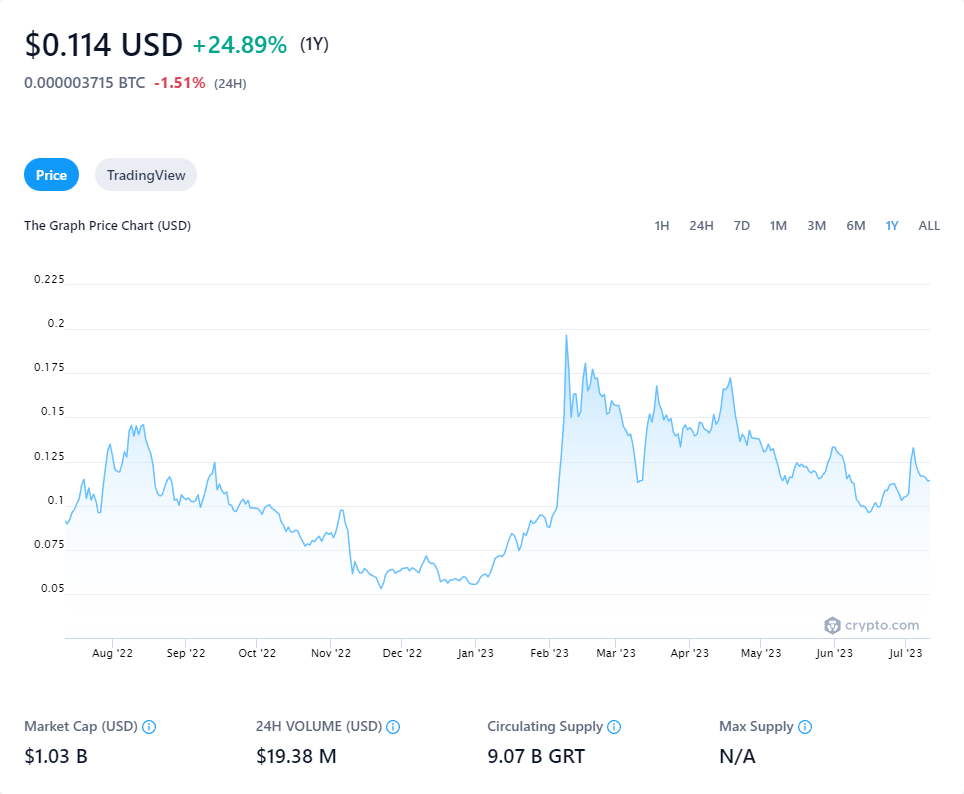 $0.114 USD +24.89% (1Y)
0.000003715 BTC -1.51% (24H)
Price TradingView
The Graph Price Chart (USD) 1H 24H 7D 1M 3M 6M 1Y ALL
0.225
0.2
0.175
0.15
0.125
0.1
0.075
0.05
crypto.com
Aug '22 Sep '22 Oct '22 Nov '22 Dec '22 Jan '23 Feb '23 Mar '23 Apr '23 May '23 Jun '23 Jul '23
Market Cap (USD) 24H VOLUME (USD) Circulating Supply Max Supply
$1.03 B $19.38 M 9.07 B GRT N/A